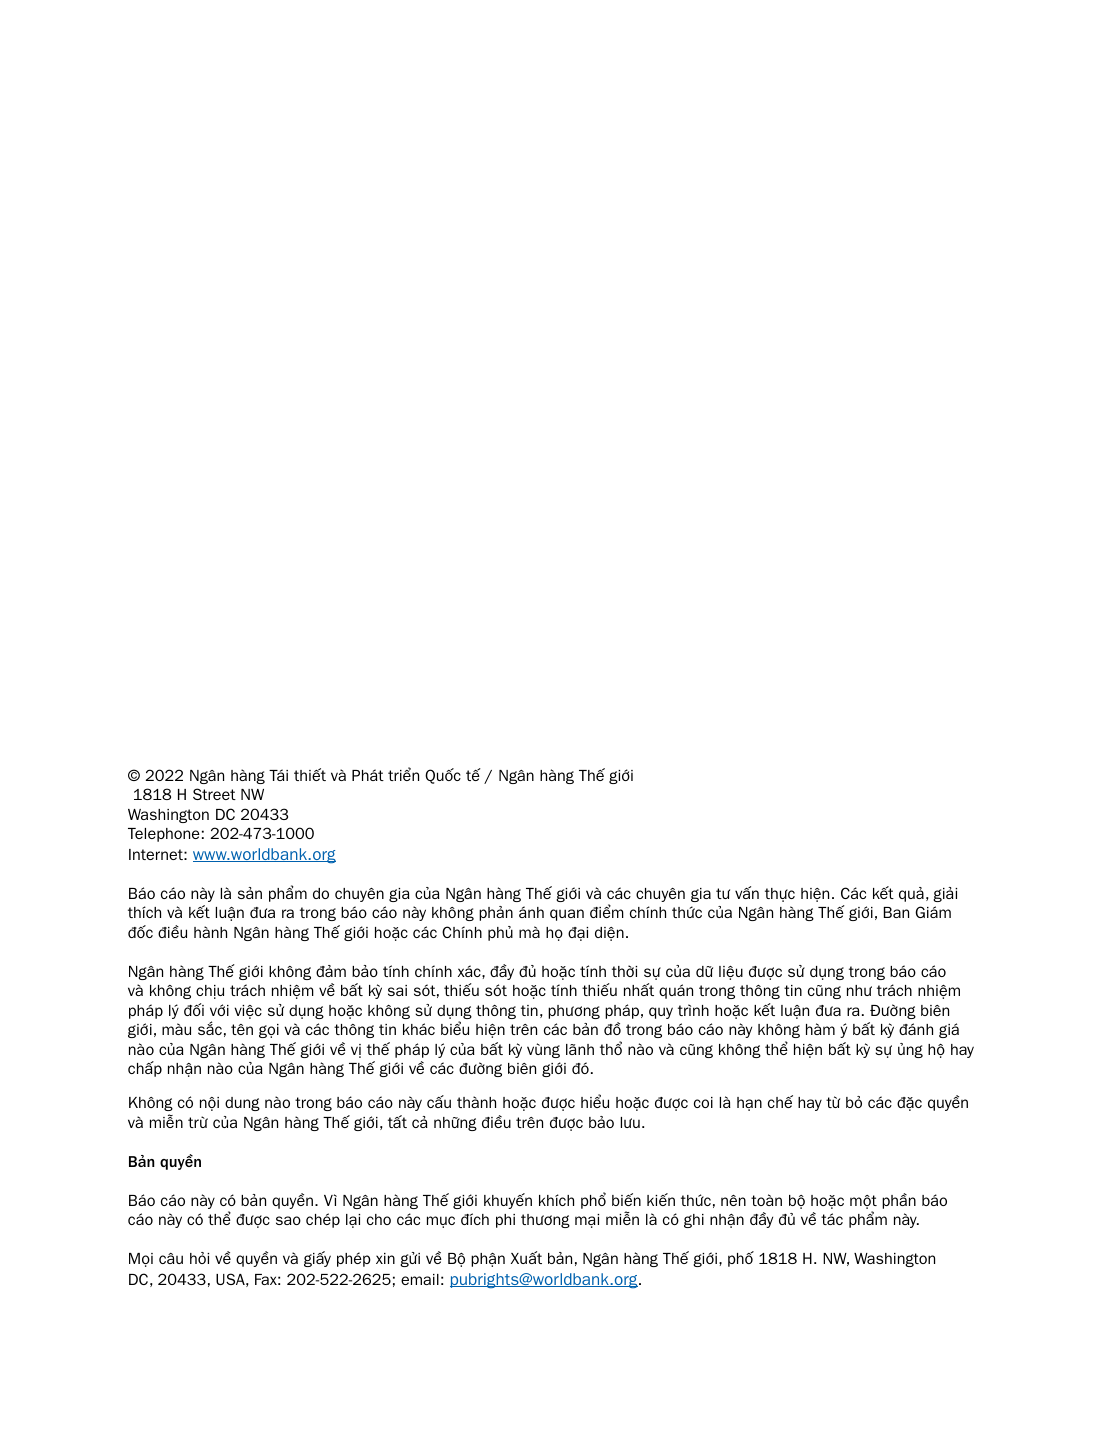 © 2022 Ngân hàng Tái thiết và Phát triển Quốc tế / Ngân hàng Thế giới
1818 H Street NW
Washington DC 20433
Telephone: 202-473-1000
Internet: www.worldbank.org
Báo cáo này là sản phẩm do chuyên gia của Ngân hàng Thế giới và các chuyên gia tư vấn thực hiện. Các kết quả, giải
thích và kết luận đưa ra trong báo cáo này không phản ánh quan điểm chính thức của Ngân hàng Thế giới, Ban Giám
đốc điều hành Ngân hàng Thế giới hoặc các Chính phủ mà họ đại diện.
Ngân hàng Thế giới không đảm bảo tính chính xác, đầy đủ hoặc tính thời sự của dữ liệu được sử dụng trong báo cáo
và không chịu trách nhiệm về bất kỳ sai sót, thiếu sót hoặc tính thiếu nhất quán trong thông tin cũng như trách nhiệm
pháp lý đối với việc sử dụng hoặc không sử dụng thông tin, phương pháp, quy trình hoặc kết luận đưa ra. Đường biên
giới, màu sắc, tên gọi và các thông tin khác biểu hiện trên các bản đồ trong báo cáo này không hàm ý bất kỳ đánh giá
nào của Ngân hàng Thế giới về vị thế pháp lý của bất kỳ vùng lãnh thổ nào và cũng không thể hiện bất kỳ sự ủng hộ hay
chấp nhận nào của Ngân hàng Thế giới về các đường biên giới đó.
Không có nội dung nào trong báo cáo này cấu thành hoặc được hiểu hoặc được coi là hạn chế hay từ bỏ các đặc quyền
và miễn trừ của Ngân hàng Thế giới, tất cả những điều trên được bảo lưu.
Bản quyền
Báo cáo này có bản quyền. Vì Ngân hàng Thế giới khuyến khích phổ biến kiến thức, nên toàn bộ hoặc một phần báo
cáo này có thể được sao chép lại cho các mục đích phi thương mại miễn là có ghi nhận đầy đủ về tác phẩm này.
Mọi câu hỏi về quyền và giấy phép xin gửi về Bộ phận Xuất bản, Ngân hàng Thế giới, phố 1818 H. NW, Washington
DC, 20433, USA, Fax: 202-522-2625; email: pubrights@worldbank.org.